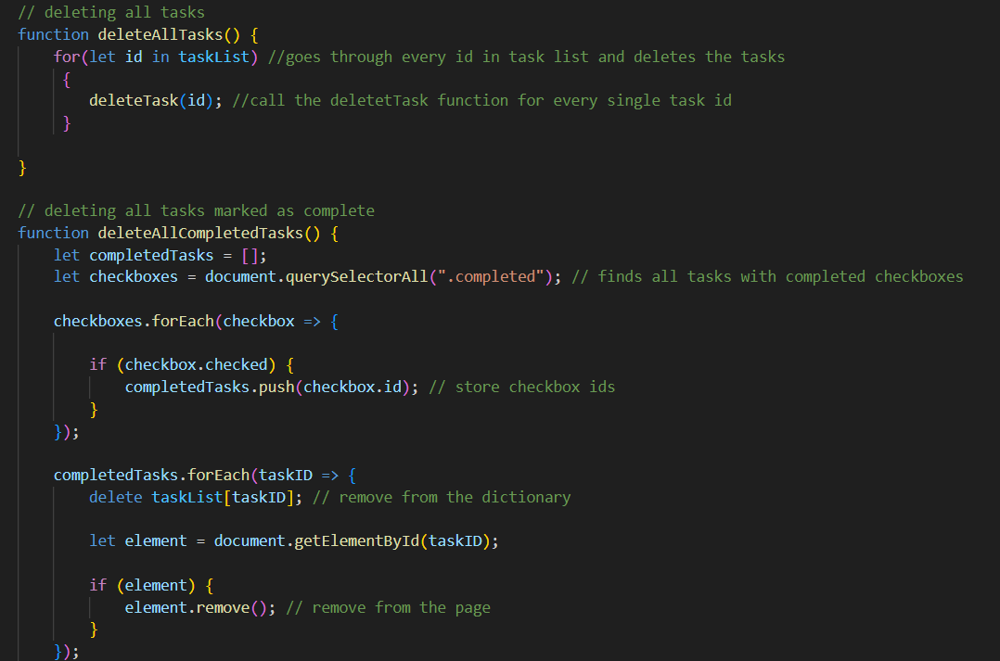 // deleting all tasks
function deleteAllTasks() {
    for(let id in taskList) //goes through every id in task list and deletes the tasks
     {
        deleteTask(id); //call the deletetTask function for every single task id
     }

}

// deleting all tasks marked as complete
function deleteAllCompletedTasks() {
    let completedTasks = [];
    let checkboxes = document.querySelectorAll(".completed"); // finds all tasks with completed checkboxes

    checkboxes.forEach(checkbox => {

        if (checkbox.checked) {
            completedTasks.push(checkbox.id); // store checkbox ids
        }
    });

    completedTasks.forEach(taskID => {
        delete taskList[taskID]; // remove from the dictionary

        let element = document.getElementById(taskID);

        if (element) {
            element.remove(); // remove from the page
        }
    });